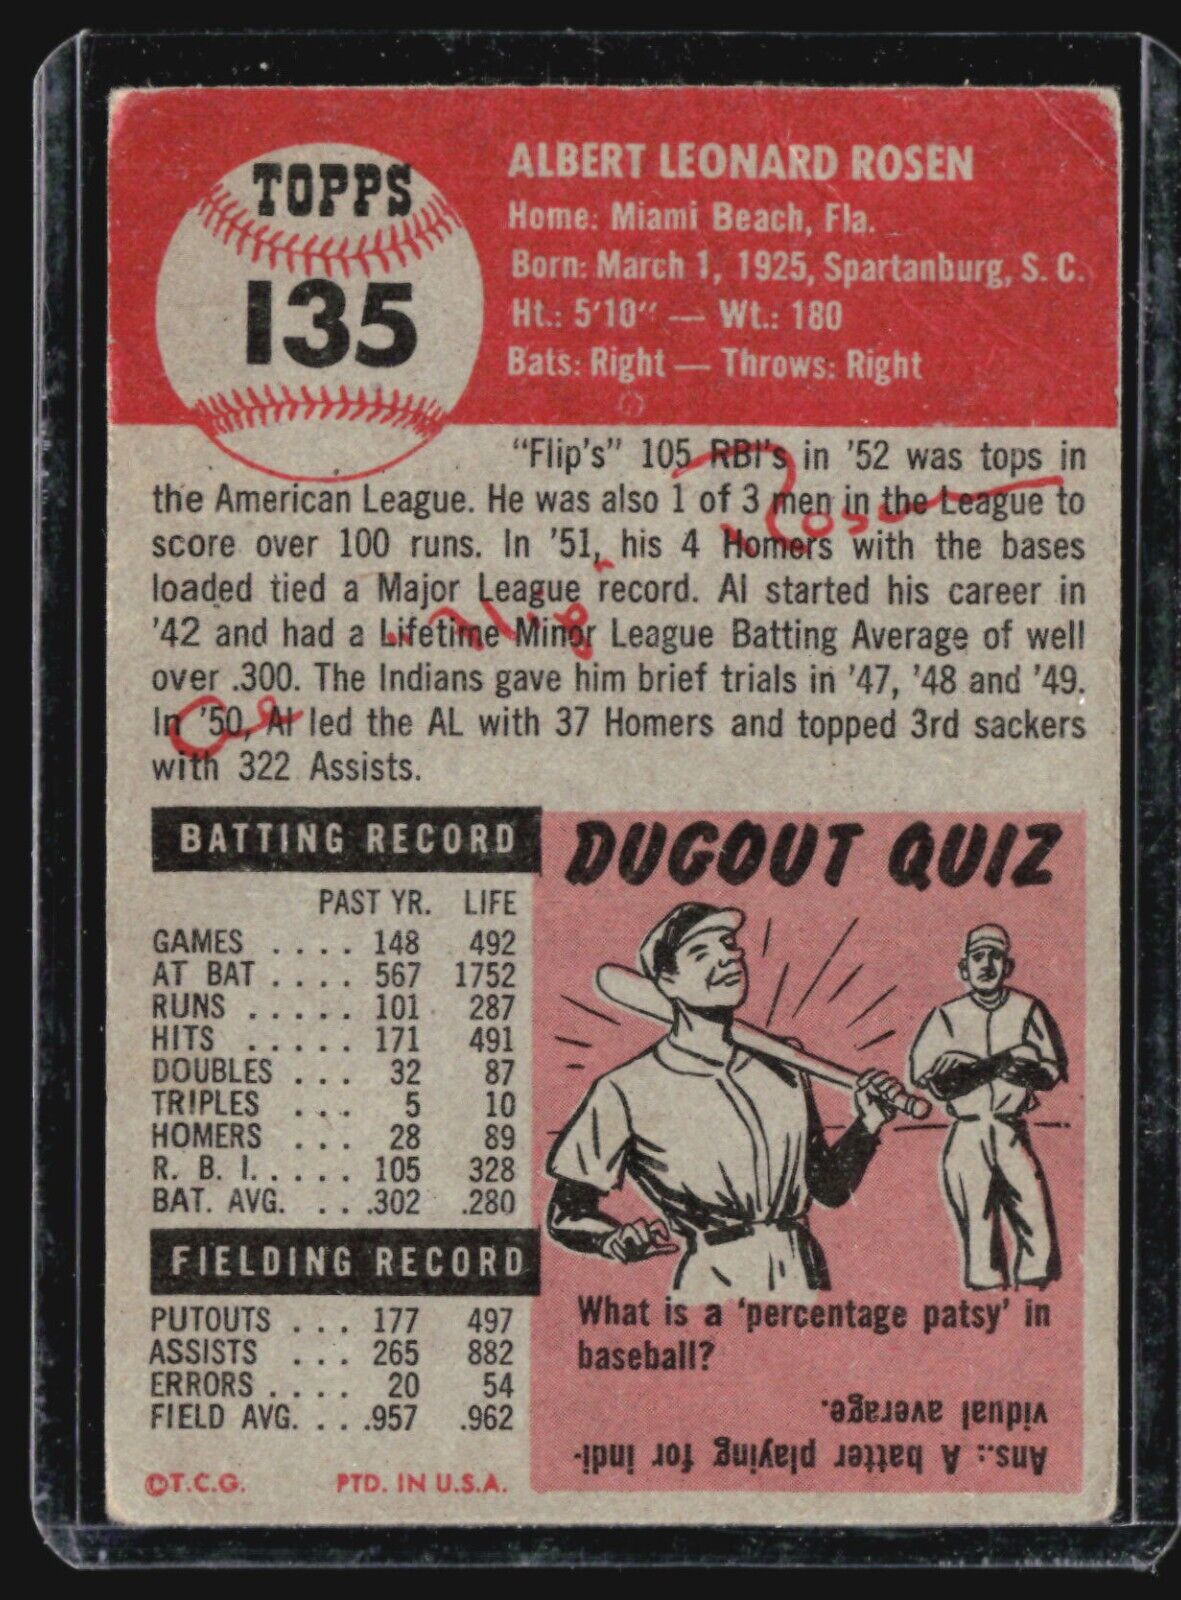 TOPPS
135
ALBERT LEONARD ROSEN
Home: Miami Beach, Fla.
Born: March 1, 1925, Spartanburg, S. C.
Ht.: 5'10" — Wt.: 180
Bats: Right — Throws: Right
"Flip's" 105 RBI's in '52 was tops in
the American League. He was also 1 of 3 men in the League to
score over 100 runs. In '51, his 4 Homers with the bases
loaded tied a Major League record. Al started his career in
'42 and had a Lifetime Minor League Batting Average of well
over .300. The Indians gave him brief trials in '47, '48 and '49.
In '50, Al led the AL with 37 Homers and topped 3rd sackers
with 322 Assists.
Al "Flip" Rosen
BATTING RECORD
PAST YR. LIFE
GAMES .... 148 492
AT BAT .... 567 1752
RUNS ..... 101 287
HITS ..... 171 491
DOUBLES ... 32 87
TRIPLES ... 5 10
HOMERS ... 28 89
R. B. I. .... 105 328
BAT. AVG. ... .302 .280
FIELDING RECORD
PUTOUTS ... 177 497
ASSISTS ... 265 882
ERRORS .... 20 54
FIELD AVG. ... .957 .962
©T.C.G. PTD. IN U.S.A.
DUGOUT QUIZ
What is a 'percentage patsy' in
baseball?
Ans.: A batter playing for indi-
vidual average.